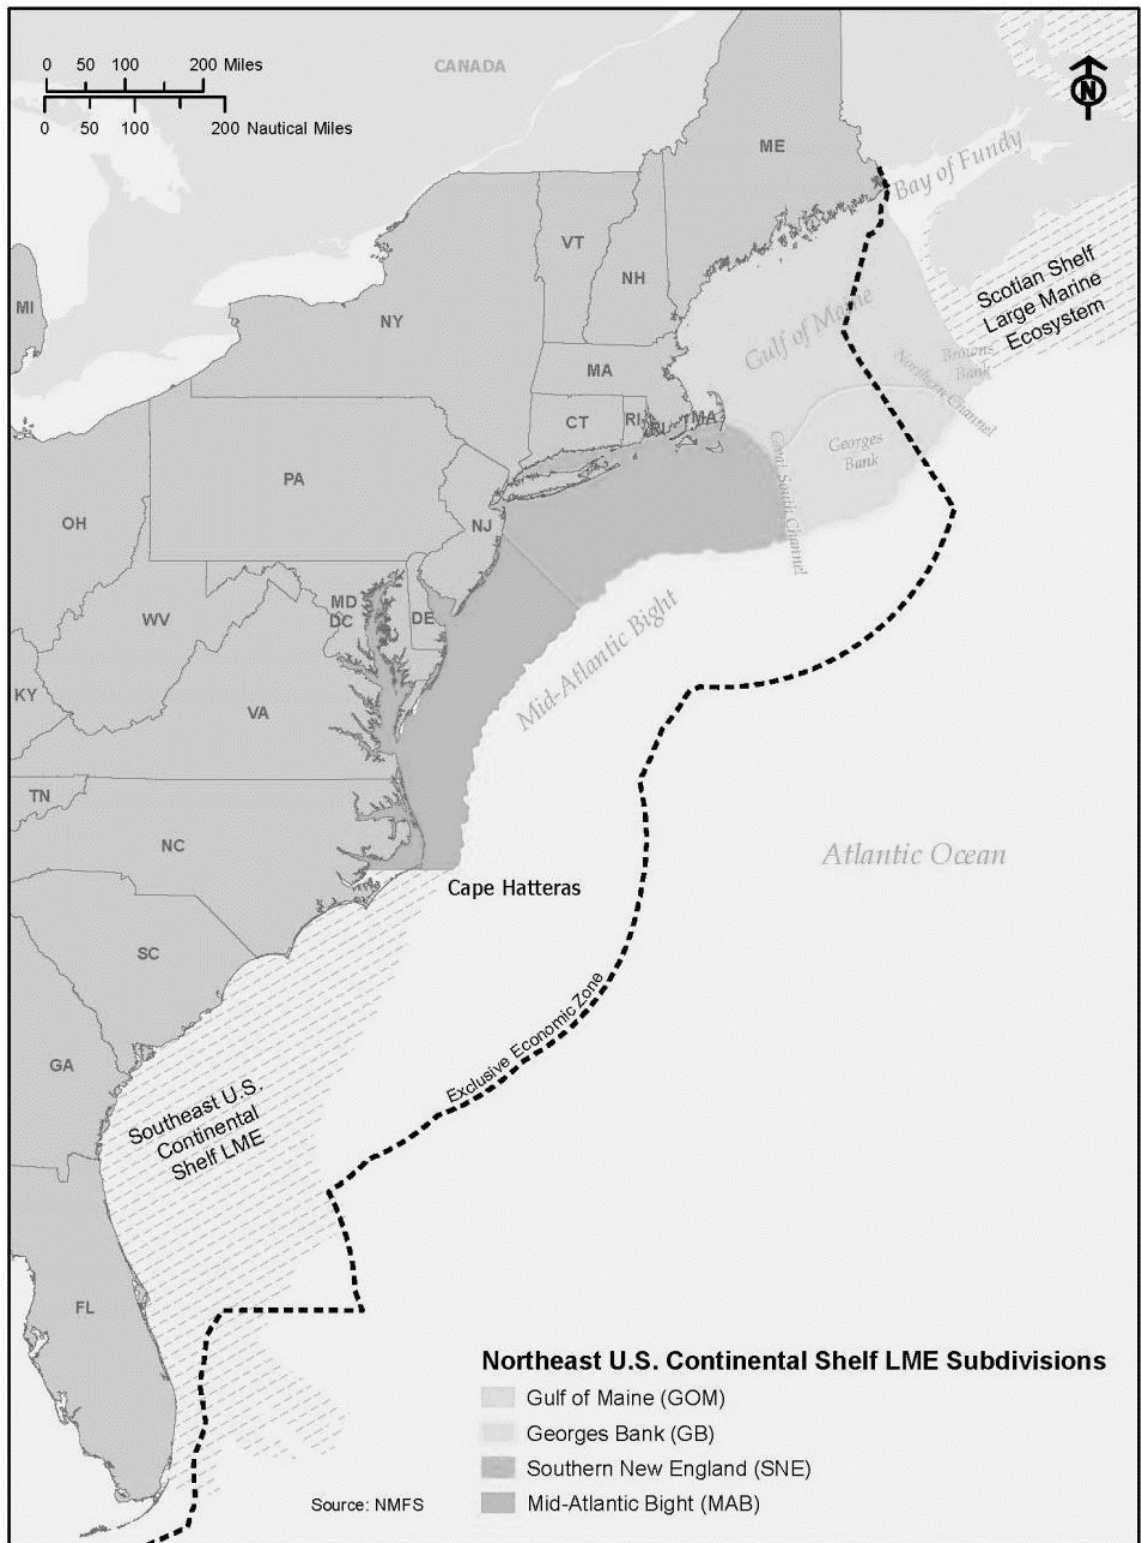 0 50 100 200 Miles
0 50 100 200 Nautical Miles
CANADA
N
ME
Bay of Fundy
VT
NH
MI
NY
Gulf of Maine
Scotian Shelf
Large Marine
Ecosystem
MA
Browns
Bank
Northern Channel
CT
RI
RI
MA
Georges
Bank
Great South Channel
PA
OH
NJ
MD
DC
DE
WV
Mid-Atlantic Bight
KY
VA
TN
NC
Atlantic Ocean
Cape Hatteras
SC
Exclusive Economic Zone
GA
Southeast U.S.
Continental
Shelf LME
FL
Northeast U.S. Continental Shelf LME Subdivisions
Gulf of Maine (GOM)
Georges Bank (GB)
Southern New England (SNE)
Mid-Atlantic Bight (MAB)
Source: NMFS